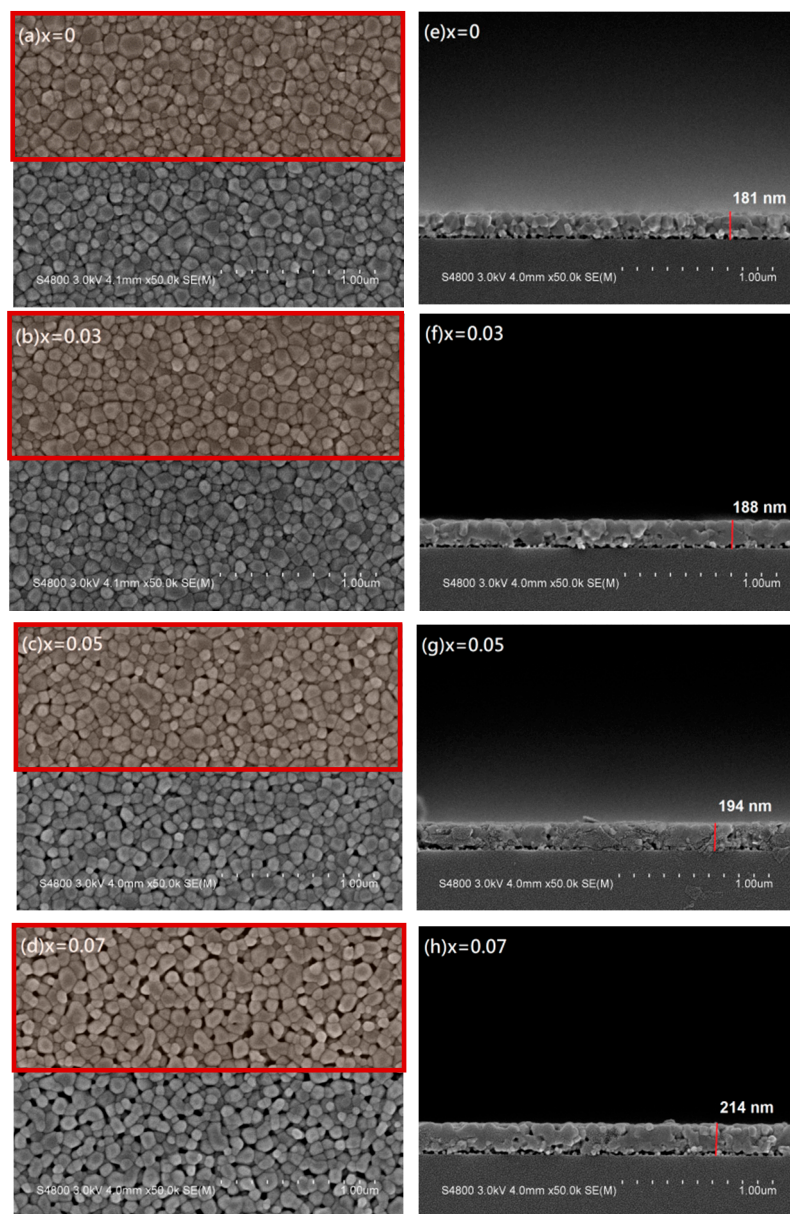 (a)x=0
S4800 3.0kV 4.1mm x50.0k SE(M)
1.00um
(e)x=0
181 nm
S4800 3.0kV 4.0mm x50.0k SE(M)
1.00um
(b)x=0.03
S4800 3.0kV 4.1mm x50.0k SE(M)
1.00um
(f)x=0.03
188 nm
S4800 3.0kV 4.0mm x50.0k SE(M)
1.00um
(c)x=0.05
S4800 3.0kV 4.0mm x50.0k SE(M)
1.00um
(g)x=0.05
194 nm
S4800 3.0kV 4.0mm x50.0k SE(M)
1.00um
(d)x=0.07
S4800 3.0kV 4.0mm x50.0k SE(M)
1.00um
(h)x=0.07
214 nm
S4800 3.0kV 4.0mm x50.0k SE(M)
1.00um